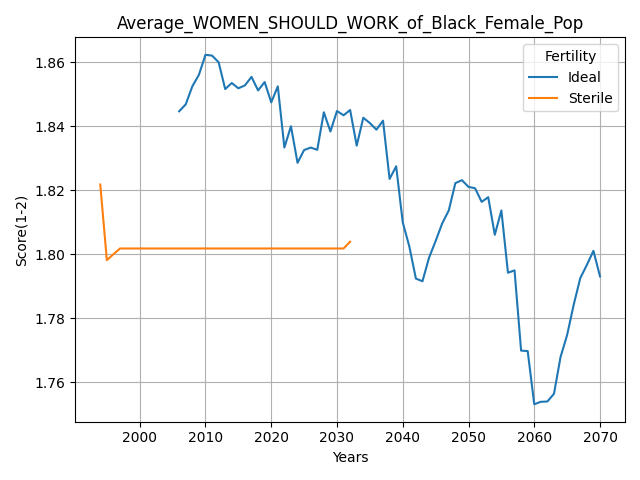 Average_WOMEN_SHOULD_WORK_of_Black_Female_Pop
Fertility
Ideal
Sterile
Score(1-2)
1.86
1.84
1.82
1.80
1.78
1.76
2000 2010 2020 2030 2040 2050 2060 2070
Years